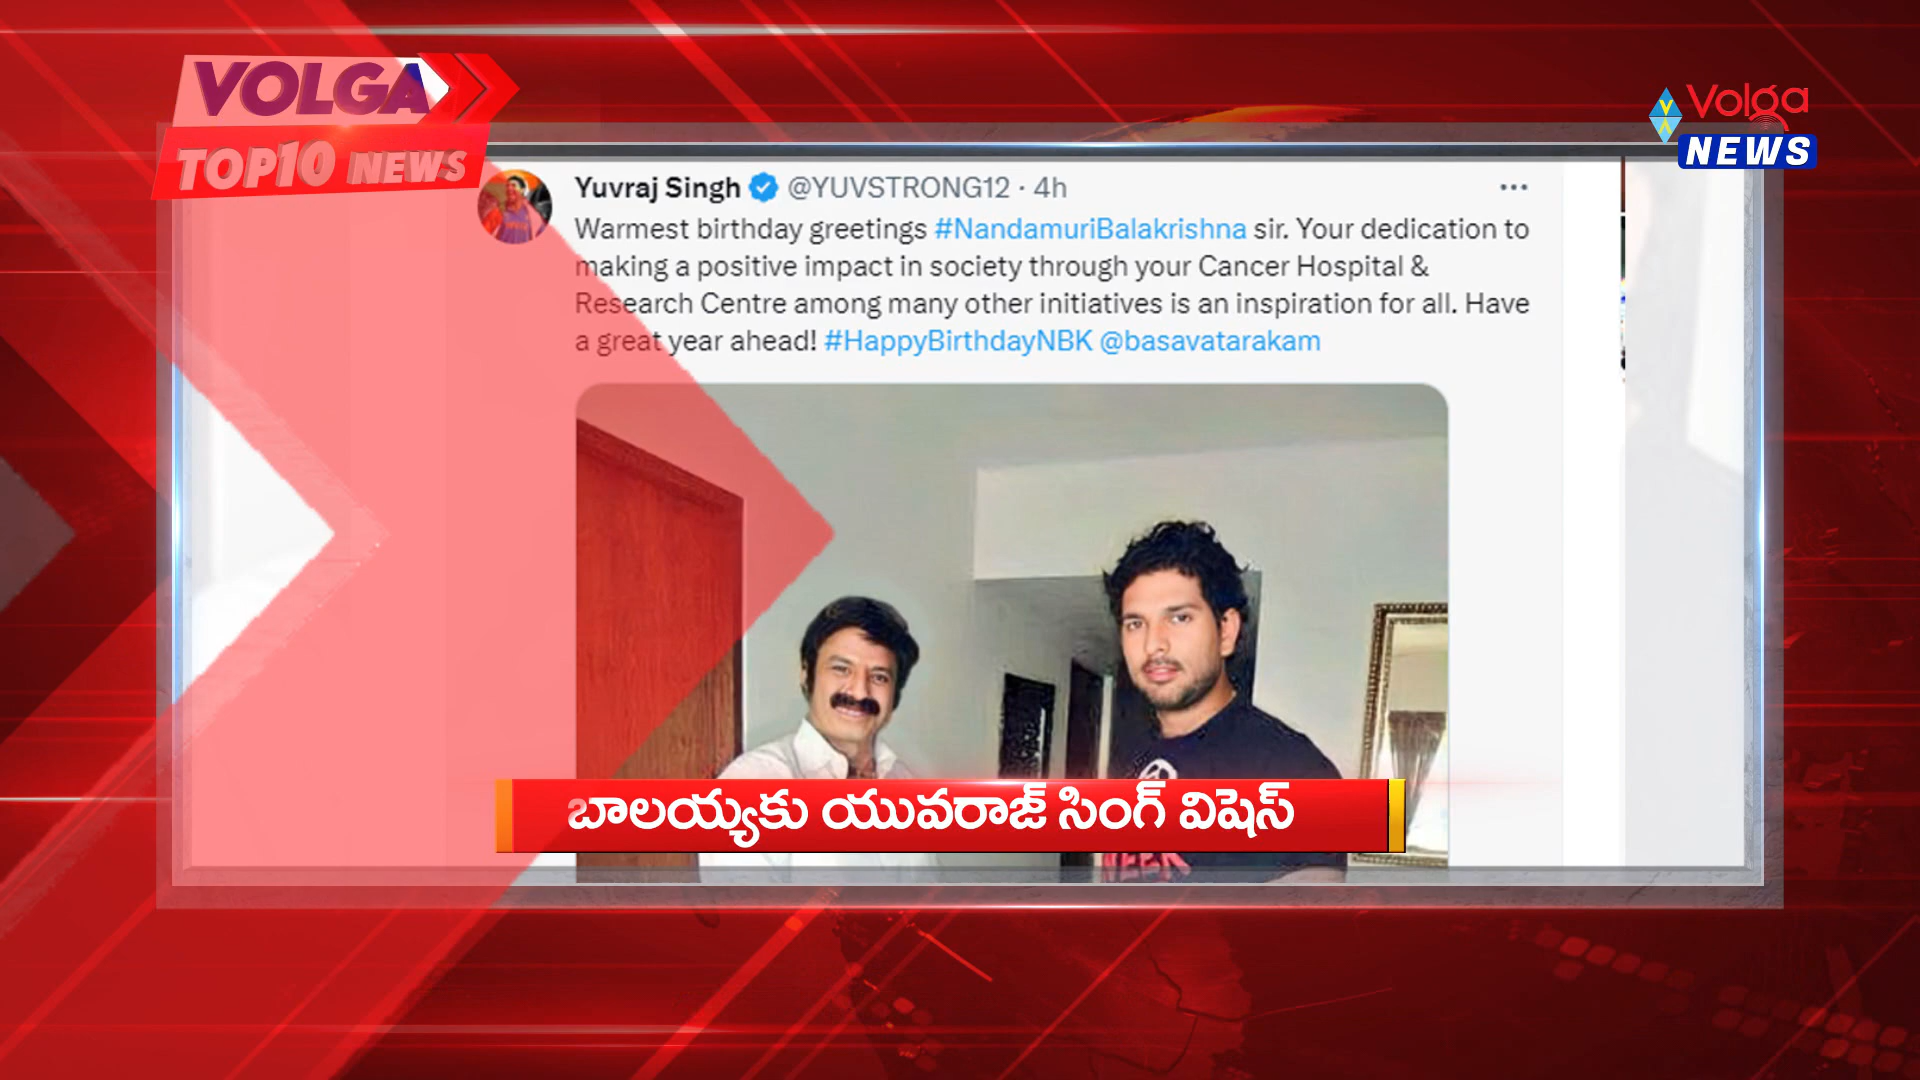 VOLGA
TOP10 NEWS
Volga
NEWS
Yuvraj Singh @YUVSTRONG12 · 4h
Warmest birthday greetings #NandamuriBalakrishna sir. Your dedication to
making a positive impact in society through your Cancer Hospital &
Research Centre among many other initiatives is an inspiration for all. Have
a great year ahead! #HappyBirthdayNBK @basavatarakam
బాలయ్యకు యువరాజ్ సింగ్ విషెస్